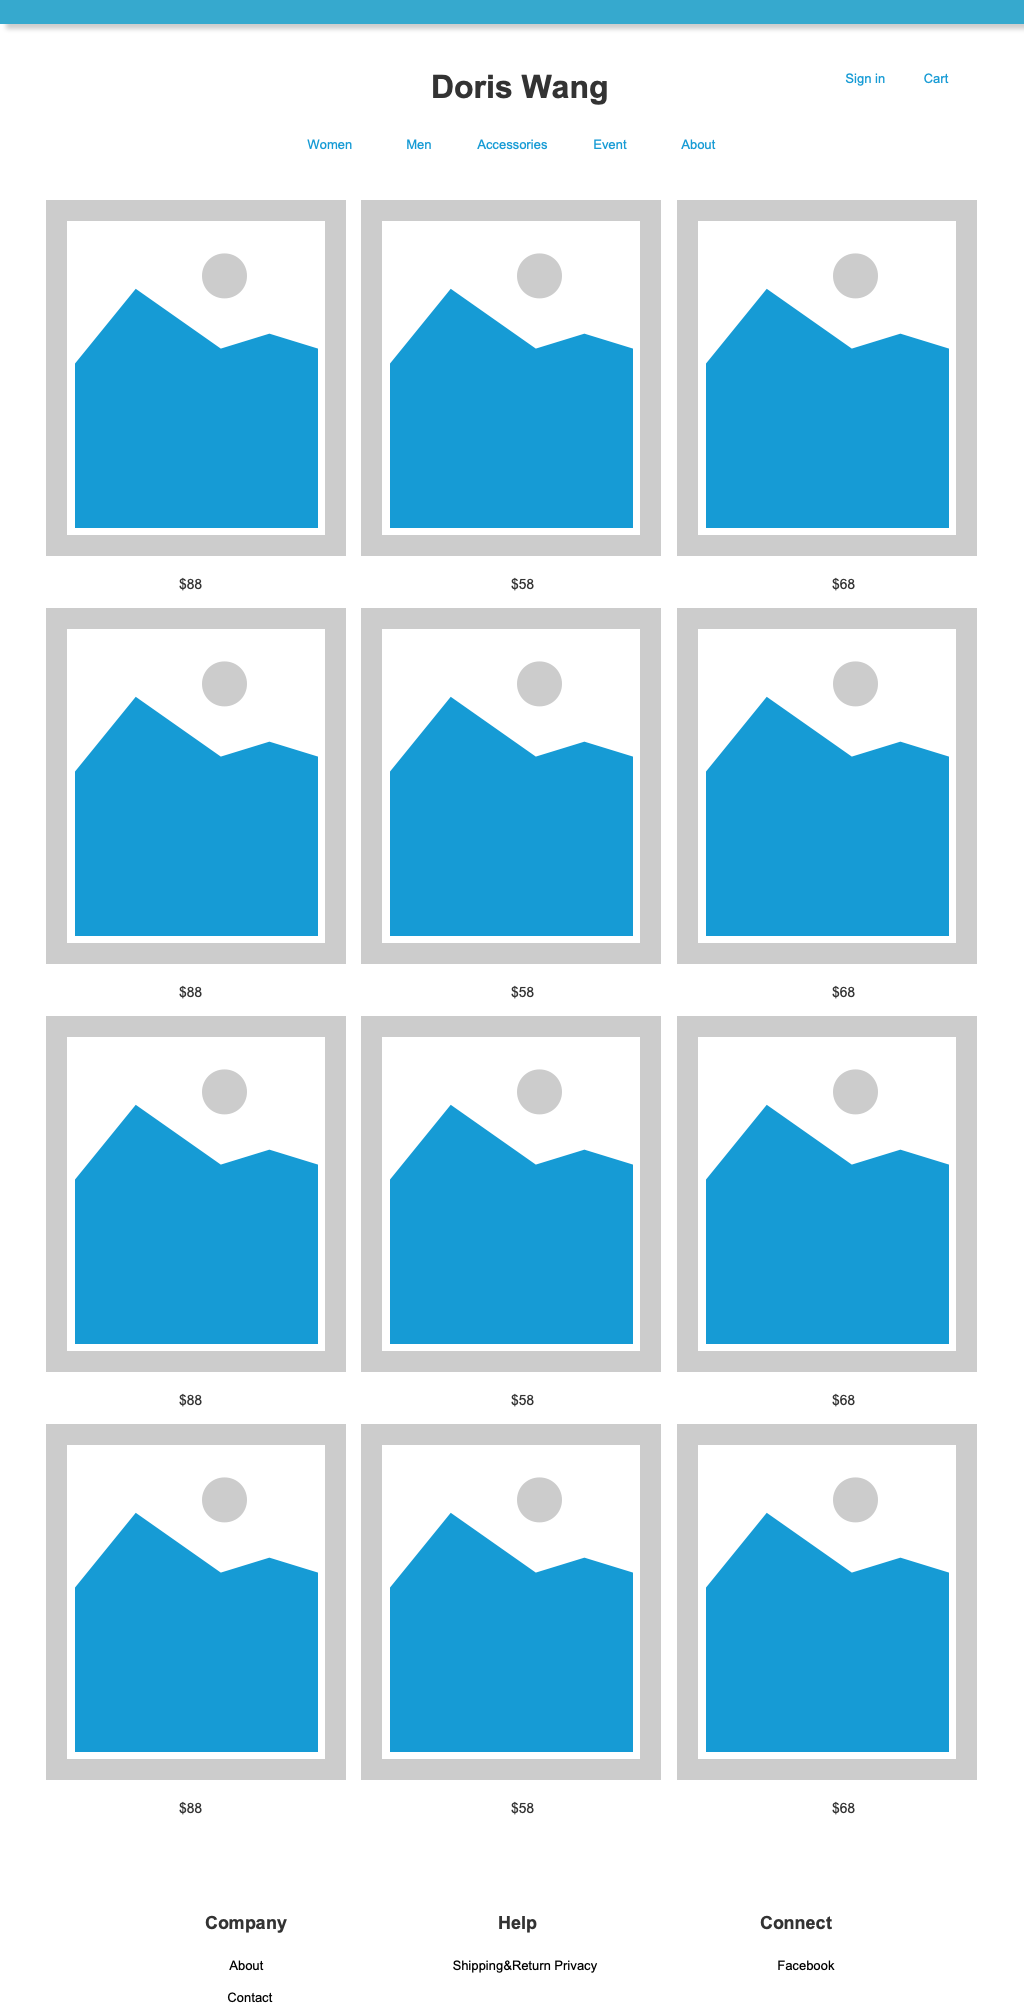 Doris Wang
Sign in Cart
Women Men Accessories Event About
$88 $58 $68
$88 $58 $68
$88 $58 $68
$88 $58 $68
Company Help Connect
About Shipping&Return Privacy Facebook
Contact